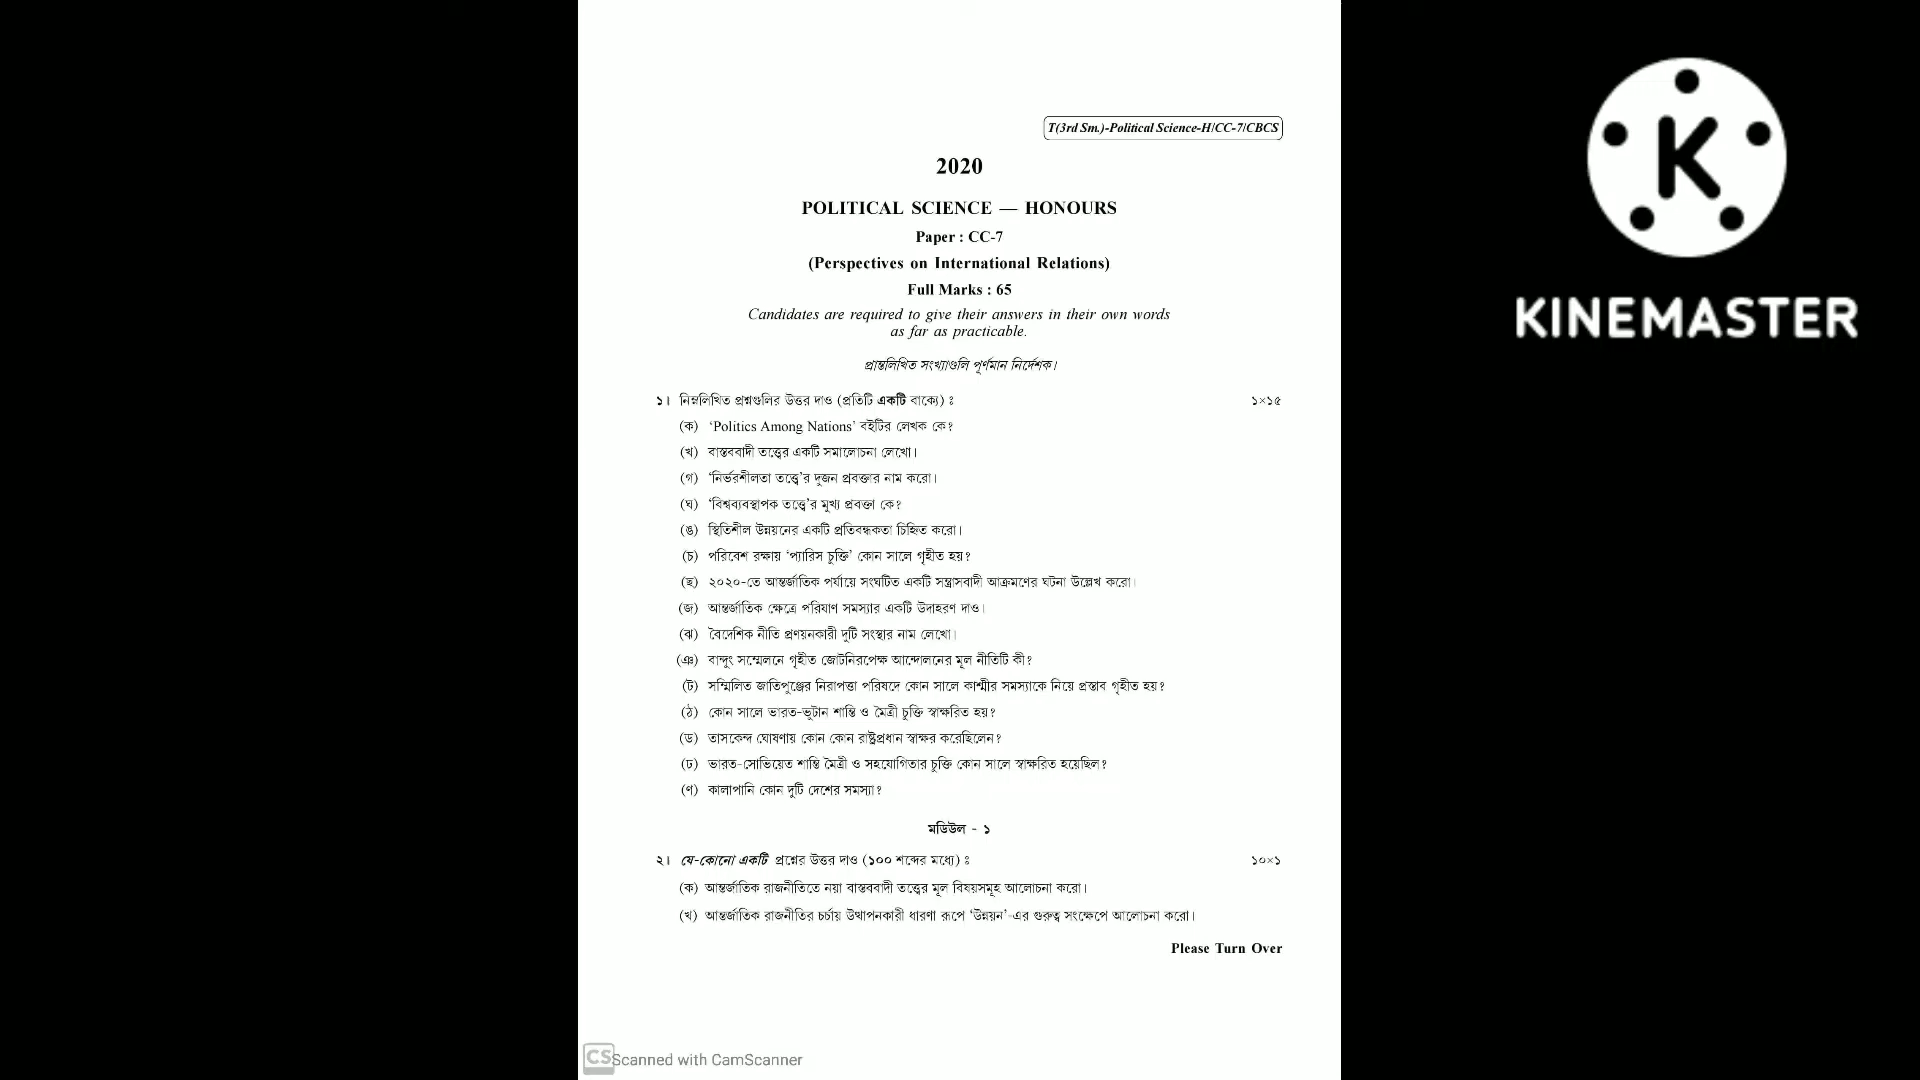 T(3rd Sm.)-Political Science-H/CC-7/CBCS
2020
POLITICAL SCIENCE — HONOURS
Paper : CC-7
(Perspectives on International Relations)
Full Marks : 65
Candidates are required to give their answers in their own words
as far as practicable.
প্রান্তলিখিত সংখ্যাগুলি পূর্ণমান নির্দেশক।
১। নিম্নলিখিত প্রশ্নগুলির উত্তর দাও (প্রতিটি একটি বাক্যে) ঃ ১×১৫
(ক) ‘Politics Among Nations’ বইটির লেখক কে?
(খ) বাস্তববাদী তত্ত্বের একটি সমালোচনা লেখো।
(গ) ‘নির্ভরশীলতা তত্ত্বে’র দুজন প্রবক্তার নাম করো।
(ঘ) ‘বিশ্বব্যবস্থাপক তত্ত্বে’র মুখ্য প্রবক্তা কে?
(ঙ) স্থিতিশীল উন্নয়নের একটি প্রতিবন্ধকতা চিহ্নিত করো।
(চ) পরিবেশ রক্ষায় ‘প্যারিস চুক্তি’ কোন সালে গৃহীত হয়?
(ছ) ২০২০-তে আন্তর্জাতিক পর্যায়ে সংঘটিত একটি সন্ত্রাসবাদী আক্রমণের ঘটনা উল্লেখ করো।
(জ) আন্তর্জাতিক ক্ষেত্রে পরিযাণ সমস্যার একটি উদাহরণ দাও।
(ঝ) বৈদেশিক নীতি প্রণয়নকারী দুটি সংস্থার নাম লেখো।
(ঞ) বান্দুং সম্মেলনে গৃহীত জোটনিরপেক্ষ আন্দোলনের মূল নীতিটি কী?
(ট) সম্মিলিত জাতিপুঞ্জের নিরাপত্তা পরিষদে কোন সালে কাশ্মীর সমস্যাকে নিয়ে প্রস্তাব গৃহীত হয়?
(ঠ) কোন সালে ভারত-ভুটান শান্তি ও মৈত্রী চুক্তি স্বাক্ষরিত হয়?
(ড) তাসকেন্দ ঘোষণায় কোন কোন রাষ্ট্রপ্রধান স্বাক্ষর করেছিলেন?
(ঢ) ভারত-সোভিয়েত শান্তি মৈত্রী ও সহযোগিতার চুক্তি কোন সালে স্বাক্ষরিত হয়েছিল?
(ণ) কালাপানি কোন দুটি দেশের সমস্যা?
মডিউল - ১
২। যে-কোনো একটি প্রশ্নের উত্তর দাও (১০০ শব্দের মধ্যে) ঃ ১০×১
(ক) আন্তর্জাতিক রাজনীতিতে নয়া বাস্তববাদী তত্ত্বের মূল বিষয়সমূহ আলোচনা করো।
(খ) আন্তর্জাতিক রাজনীতির চর্চায় উত্থাপনকারী ধারণা রূপে ‘উন্নয়ন’-এর গুরুত্ব সংক্ষেপে আলোচনা করো।
Please Turn Over
CS Scanned with CamScanner
K
KINEMASTER